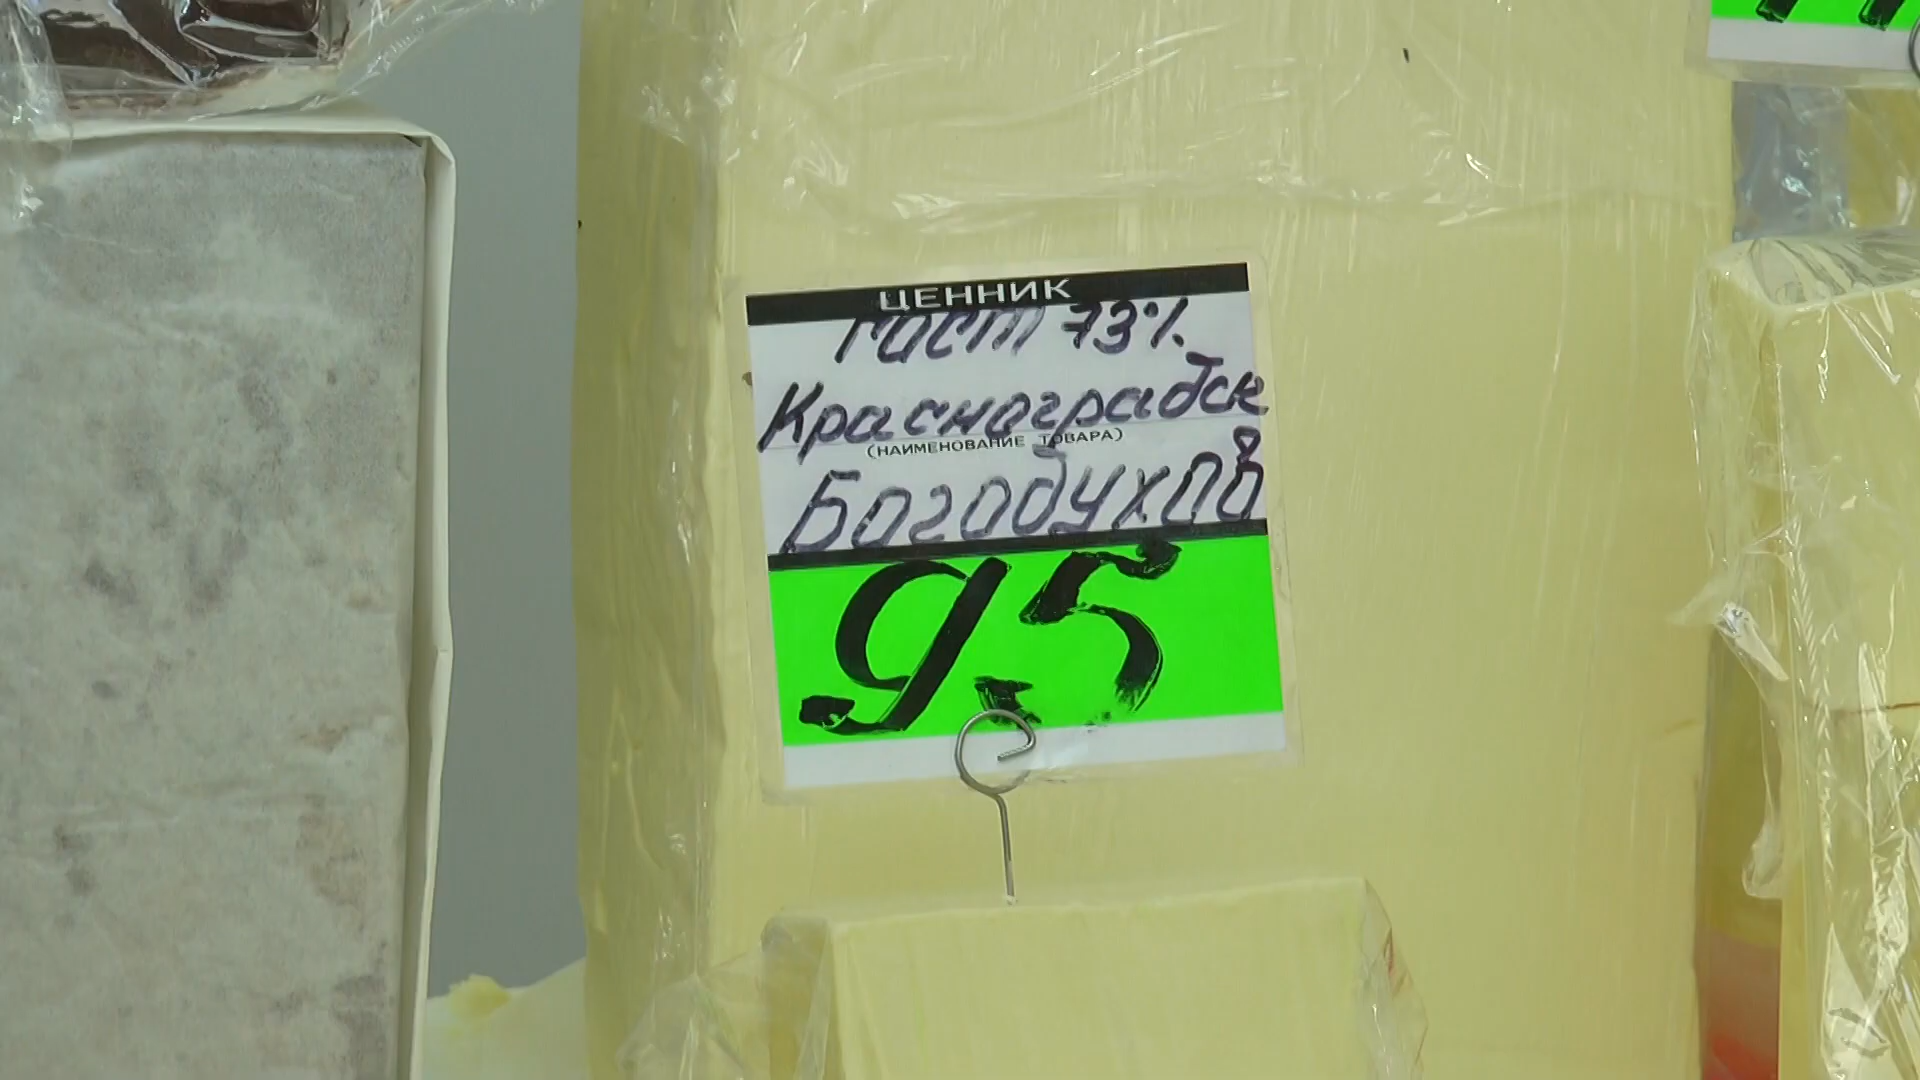 ЦЕННИК
ГОСТ 73%
Красноградск
(НАИМЕНОВАНИЕ ТОВАРА)
Богодухов
95